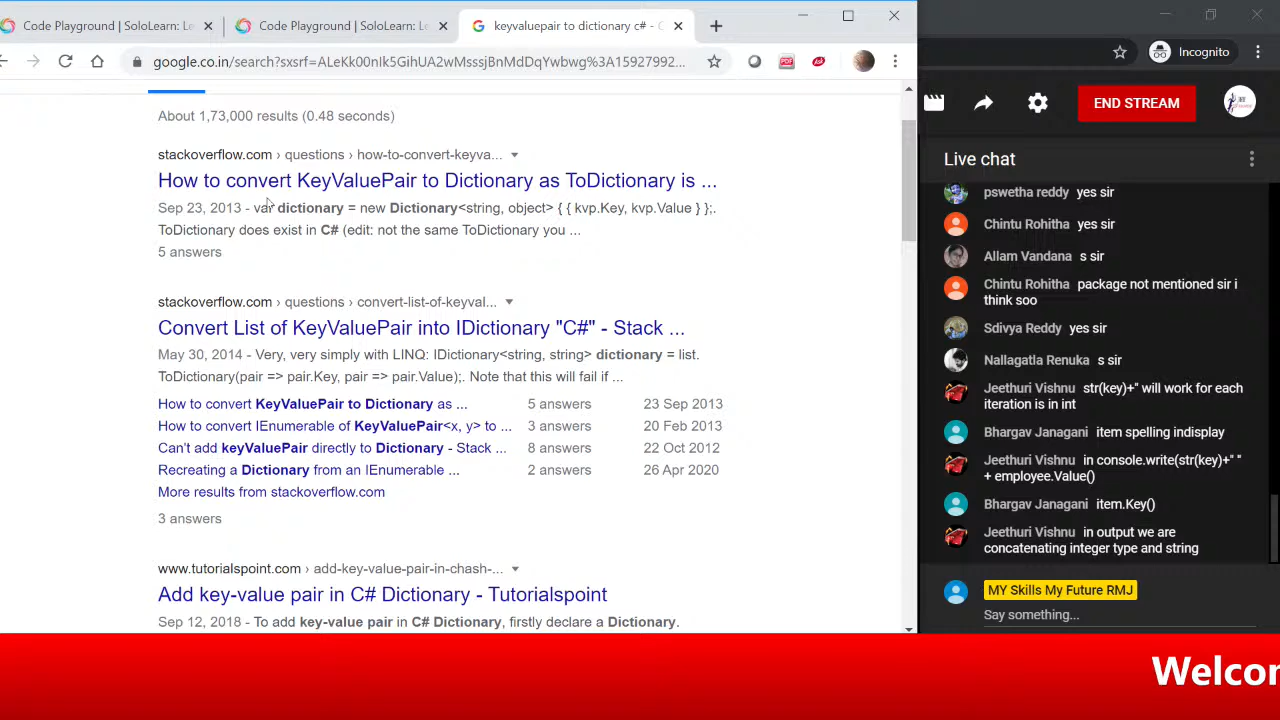 Code Playground | SoloLearn: Le
Code Playground | SoloLearn: Le
keyvaluepair to dictionary c# - G
google.co.in/search?sxsrf=ALeKk00nIk5GihUA2wMsssjBnMdDqYwbwg%3A15927992...
Incognito
About 1,73,000 results (0.48 seconds)
stackoverflow.com › questions › how-to-convert-keyva...
How to convert KeyValuePair to Dictionary as ToDictionary is ...
Sep 23, 2013 - var dictionary = new Dictionary<string, object> { { kvp.Key, kvp.Value } };.
ToDictionary does exist in C# (edit: not the same ToDictionary you ...
5 answers
stackoverflow.com › questions › convert-list-of-keyval...
Convert List of KeyValuePair into IDictionary "C#" - Stack ...
May 30, 2014 - Very, very simply with LINQ: IDictionary<string, string> dictionary = list.
ToDictionary(pair => pair.Key, pair => pair.Value);. Note that this will fail if ...
How to convert KeyValuePair to Dictionary as ... 5 answers 23 Sep 2013
How to convert IEnumerable of KeyValuePair<x, y> to ... 3 answers 20 Feb 2013
Can't add keyValuePair directly to Dictionary - Stack ... 8 answers 22 Oct 2012
Recreating a Dictionary from an IEnumerable ... 2 answers 26 Apr 2020
More results from stackoverflow.com
3 answers
www.tutorialspoint.com › add-key-value-pair-in-chash-...
Add key-value pair in C# Dictionary - Tutorialspoint
Sep 12, 2018 - To add key-value pair in C# Dictionary, firstly declare a Dictionary.
END STREAM
Live chat
pswetha reddy yes sir
Chintu Rohitha yes sir
Allam Vandana s sir
Chintu Rohitha package not mentioned sir i
think soo
Sdivya Reddy yes sir
Nallagatla Renuka s sir
Jeethuri Vishnu str(key)+" will work for each
iteration is in int
Bhargav Janagani item spelling indisplay
Jeethuri Vishnu in console.write(str(key)+" "
+ employee.Value()
Bhargav Janagani item.Key()
Jeethuri Vishnu in output we are
concatenating integer type and string
MY Skills My Future RMJ
Say something...
Welcom